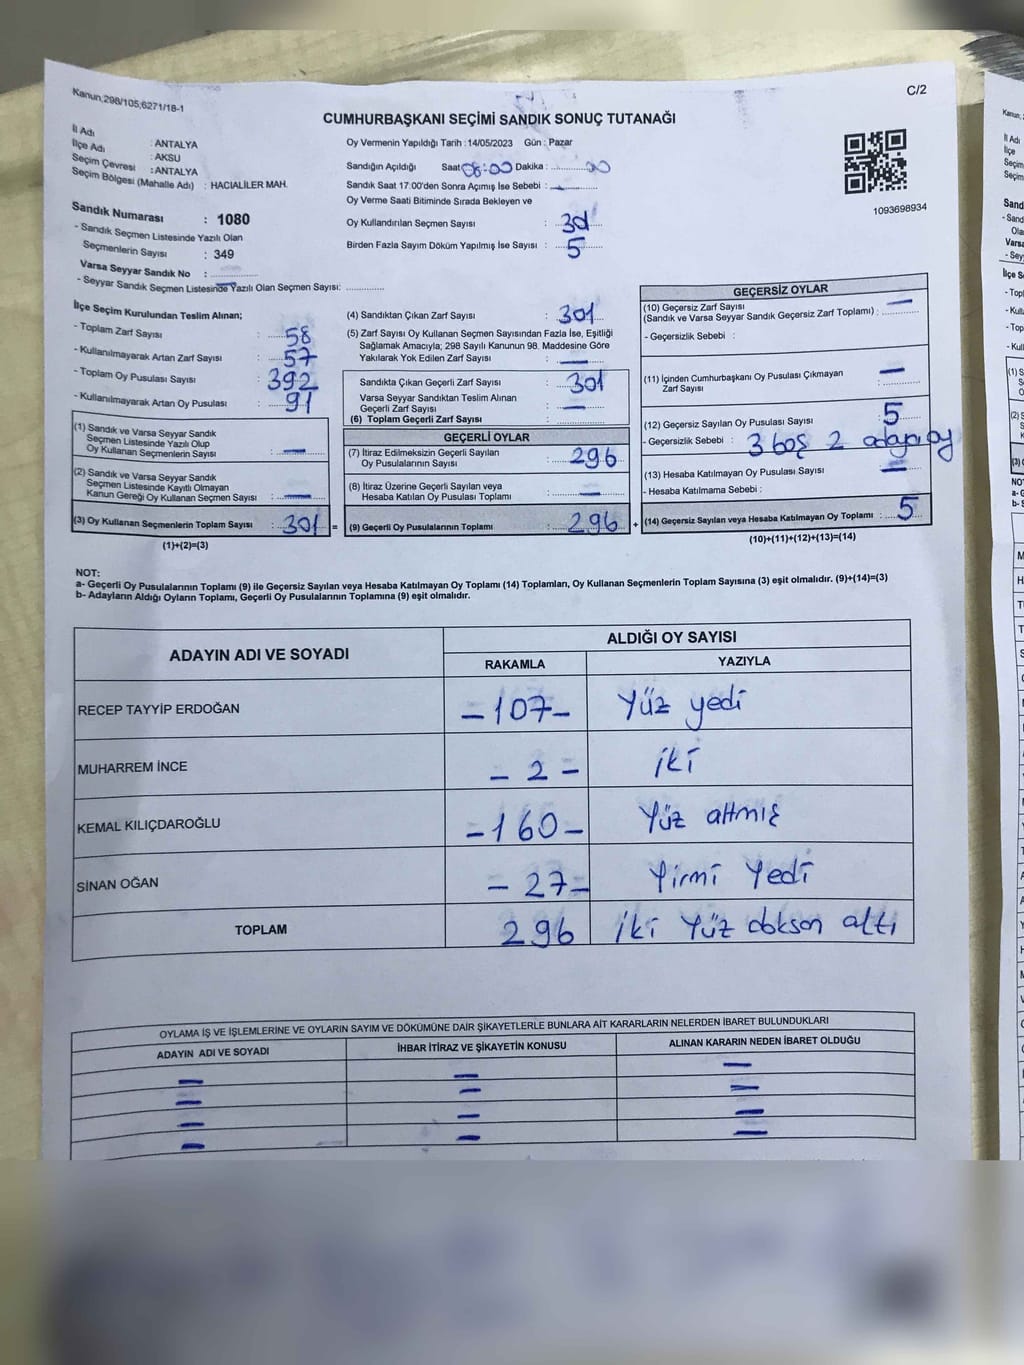 Kanun;298/105;6271/18-1
C/2
CUMHURBAŞKANI SEÇİMİ SANDIK SONUÇ TUTANAĞI
İl Adı : ANTALYA
İlçe Adı : AKSU
Seçim Çevresi : ANTALYA
Seçim Bölgesi (Mahalle Adı) : HACIALİLER MAH.
Sandık Numarası : 1080
- Sandık Seçmen Listesinde Yazılı Olan
Seçmenlerin Sayısı : 349
Varsa Seyyar Sandık No :
- Seyyar Sandık Seçmen Listesinde Yazılı Olan Seçmen Sayısı:
Oy Vermenin Yapıldığı Tarih : 14/05/2023 Gün : Pazar
Sandığın Açıldığı Saat 08:00 Dakika : 00
Sandık Saat 17.00'den Sonra Açımış İse Sebebi :
Oy Verme Saati Bitiminde Sırada Bekleyen ve
Oy Kullandırılan Seçmen Sayısı :
Birden Fazla Sayım Döküm Yapılmış İse Sayısı : 5
1093698934
İlçe Seçim Kurulundan Teslim Alınan;
- Toplam Zarf Sayısı : 58
- Kullanılmayarak Artan Zarf Sayısı : 57
- Toplam Oy Pusulası Sayısı : 392
- Kullanılmayarak Artan Oy Pusulası : 91
(1) Sandık ve Varsa Seyyar Sandık
Seçmen Listesinde Yazılı Olup
Oy Kullanan Seçmenlerin Sayısı :
(2) Sandık ve Varsa Seyyar Sandık
Seçmen Listesinde Kayıtlı Olmayan
Kanun Gereği Oy Kullanan Seçmen Sayısı :
(3) Oy Kullanan Seçmenlerin Toplam Sayısı : 301 =
(1)+(2)=(3)
(4) Sandıktan Çıkan Zarf Sayısı : 301
(5) Zarf Sayısı Oy Kullanan Seçmen Sayısından Fazla İse, Eşitliği
Sağlamak Amacıyla; 298 Sayılı Kanunun 98. Maddesine Göre
Yakılarak Yok Edilen Zarf Sayısı :
Sandıkta Çıkan Geçerli Zarf Sayısı : 301
Varsa Seyyar Sandıktan Teslim Alınan
Geçerli Zarf Sayısı :
(6) Toplam Geçerli Zarf Sayısı :
GEÇERLİ OYLAR
(7) İtiraz Edilmeksizin Geçerli Sayılan
Oy Pusulalarının Sayısı : 296
(8) İtiraz Üzerine Geçerli Sayılan veya
Hesaba Katılan Oy Pusulası Toplamı :
(9) Geçerli Oy Pusulalarının Toplamı : 296 +
GEÇERSİZ OYLAR
(10) Geçersiz Zarf Sayısı
(Sandık ve Varsa Seyyar Sandık Geçersiz Zarf Toplamı) :
- Geçersizlik Sebebi :
(11) İçinden Cumhurbaşkanı Oy Pusulası Çıkmayan
Zarf Sayısı :
(12) Geçersiz Sayılan Oy Pusulası Sayısı : 5
- Geçersizlik Sebebi : 3 boş 2
(13) Hesaba Katılmayan Oy Pusulası Sayısı :
- Hesaba Katılmama Sebebi :
(14) Geçersiz Sayılan veya Hesaba Katılmayan Oy Toplamı : 5
(10)+(11)+(12)+(13)=(14)
NOT:
a- Geçerli Oy Pusulalarının Toplamı (9) ile Geçersiz Sayılan veya Hesaba Katılmayan Oy Toplamı (14) Toplamları, Oy Kullanan Seçmenlerin Toplam Sayısına (3) eşit olmalıdır. (9)+(14)=(3)
b- Adayların Aldığı Oyların Toplamı, Geçerli Oy Pusulalarının Toplamına (9) eşit olmalıdır.
ADAYIN ADI VE SOYADI
ALDIĞI OY SAYISI
RAKAMLA YAZIYLA
RECEP TAYYİP ERDOĞAN -107- Yüz yedi
MUHARREM İNCE - 2 - iki
KEMAL KILIÇDAROĞLU -160- Yüz altmış
SİNAN OĞAN - 27- Yirmi Yedi
TOPLAM 296 iki Yüz doksan altı
OYLAMA İŞ VE İŞLEMLERİNE VE OYLARIN SAYIM VE DÖKÜMÜNE DAİR ŞİKAYETLERLE BUNLARA AİT KARARLARIN NELERDEN İBARET BULUNDUKLARI
ADAYIN ADI VE SOYADI İHBAR İTİRAZ VE ŞİKAYETİN KONUSU ALINAN KARARIN NEDEN İBARET OLDUĞU